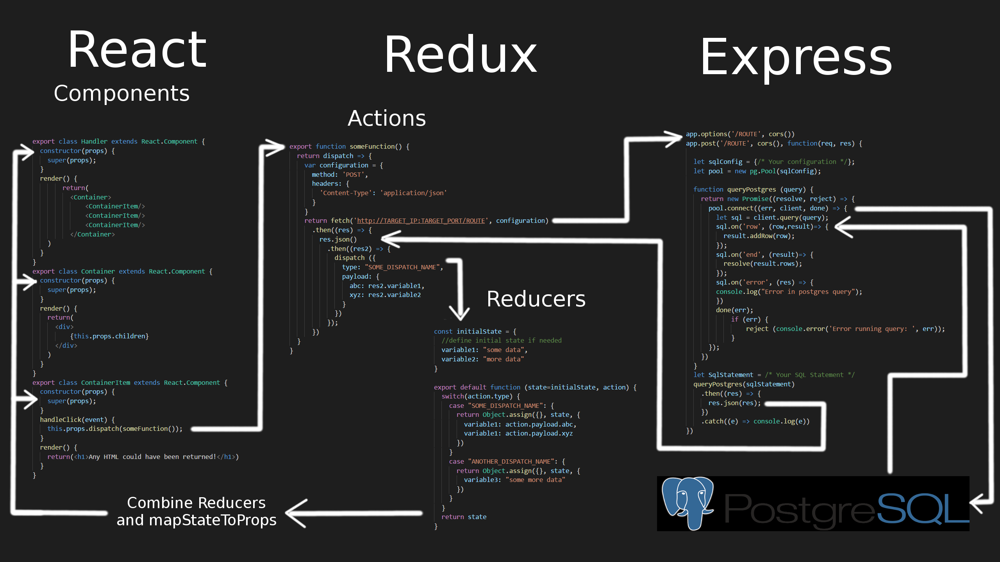 React
Components
export class Handler extends React.Component {
constructor(props) {
super(props);
}
render() {
return(
<Container>
<ContainerItem/>
<ContainerItem/>
<ContainerItem/>
</Container>
)
}
}
export class Container extends React.Component {
constructor(props) {
super(props);
}
render() {
return(
<div>
{this.props.children}
</div>
)
}
}
export class ContainerItem extends React.Component {
constructor(props) {
super(props);
}
handleClick(event) {
this.props.dispatch(someFunction());
}
render() {
return(<h1>Any HTML could have been returned!</h1>)
}
}
Combine Reducers
and mapStateToProps
Redux
Actions
export function someFunction() {
return dispatch => {
var configuration = {
method: 'POST',
headers: {
'Content-Type': 'application/json'
}
}
return fetch('http://TARGET_IP:TARGET_PORT/ROUTE', configuration)
.then((res) => {
res.json()
.then((res2) => {
dispatch ({
type: "SOME_DISPATCH_NAME",
payload: {
abc: res2.variable1,
xyz: res2.variable2
}
})
});
})
}
}
Reducers
const initialState = {
//define initial state if needed
variable1: "some data",
variable2: "more data"
}
export default function (state=initialState, action) {
switch(action.type) {
case "SOME_DISPATCH_NAME": {
return Object.assign({}, state, {
variable1: action.payload.abc,
variable1: action.payload.xyz
})
}
case "ANOTHER_DISPATCH_NAME": {
return Object.assign({}, state, {
variable3: "some more data"
})
}
}
return state
}
Express
app.options('/ROUTE', cors())
app.post('/ROUTE', cors(), function(req, res) {
let sqlConfig = {/* Your configuration */};
let pool = new pg.Pool(sqlConfig);
function queryPostgres (query) {
return new Promise((resolve, reject) => {
pool.connect((err, client, done) => {
let sql = client.query(query);
sql.on('row', (row,result)=> {
result.addRow(row);
});
sql.on('end', (result)=> {
resolve(result.rows);
});
sql.on('error', (res) => {
console.log("Error in postgres query");
})
done(err);
if (err) {
reject (console.error('Error running query: ', err));
}
});
})
}
let SqlStatement = /* Your SQL Statement */
queryPostgres(sqlStatement)
.then((res) => {
res.json(res);
})
.catch((e) => console.log(e))
})
PostgreSQL